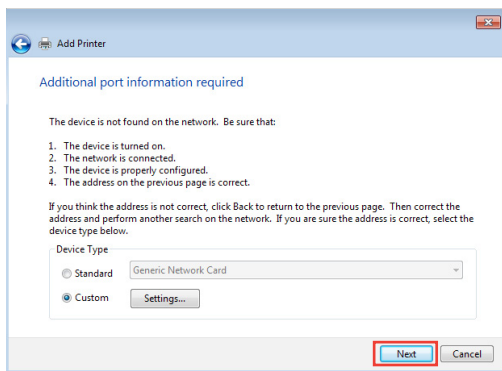 Add Printer
Additional port information required
The device is not found on the network. Be sure that:
1. The device is turned on.
2. The network is connected.
3. The device is properly configured.
4. The address on the previous page is correct.
If you think the address is not correct, click Back to return to the previous page. Then correct the
address and perform another search on the network. If you are sure the address is correct, select the
device type below.
Device Type
Standard Generic Network Card
Custom Settings...
Next Cancel